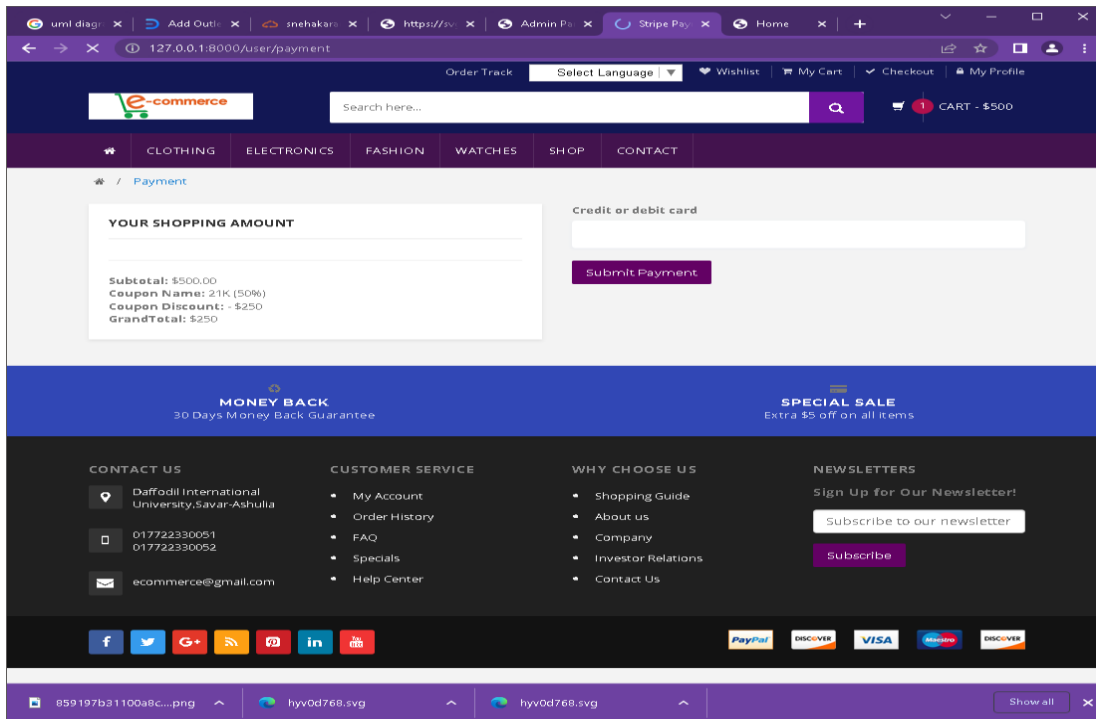 uml diagr
Add Outle
snehakara
https://sv
Admin Pa
Stripe Pay
Home
127.0.0.1:8000/user/payment
Order Track
Select Language
Wishlist
My Cart
Checkout
My Profile
e-commerce
Search here...
1
CART - $500
CLOTHING
ELECTRONICS
FASHION
WATCHES
SHOP
CONTACT
/ Payment
YOUR SHOPPING AMOUNT
Subtotal: $500.00
Coupon Name: 21K (50%)
Coupon Discount: - $250
GrandTotal: $250
Credit or debit card
Submit Payment
MONEY BACK
30 Days Money Back Guarantee
SPECIAL SALE
Extra $5 off on all items
CONTACT US
Daffodil International
University,Savar-Ashulia
017722330051
017722330052
ecommerce@gmail.com
CUSTOMER SERVICE
My Account
Order History
FAQ
Specials
Help Center
WHY CHOOSE US
Shopping Guide
About us
Company
Investor Relations
Contact Us
NEWSLETTERS
Sign Up for Our Newsletter!
Subscribe to our newsletter
Subscribe
f
G+
in
You
PayPal
DISCOVER
VISA
Maestro
DISCOVER
859197b31100a8c....png
hyv0d768.svg
hyv0d768.svg
Show all